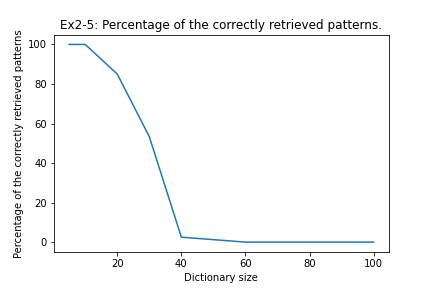 Ex2-5: Percentage of the correctly retrieved patterns.
Percentage of the correctly retrieved patterns
100
80
60
40
20
0
20 40 60 80 100
Dictionary size